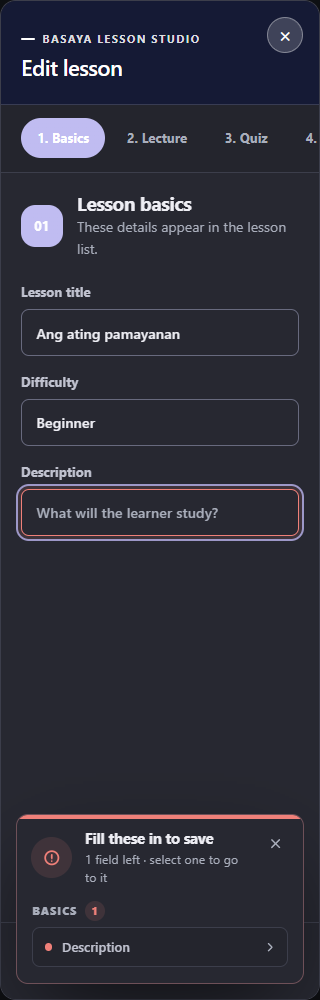 — BASAYA LESSON STUDIO
Edit lesson
1. Basics
2. Lecture
3. Quiz
4.
01
Lesson basics
These details appear in the lesson
list.
Lesson title
Ang ating pamayanan
Difficulty
Beginner
Description
What will the learner study?
Fill these in to save
1 field left · select one to go
to it
BASICS 1
Description